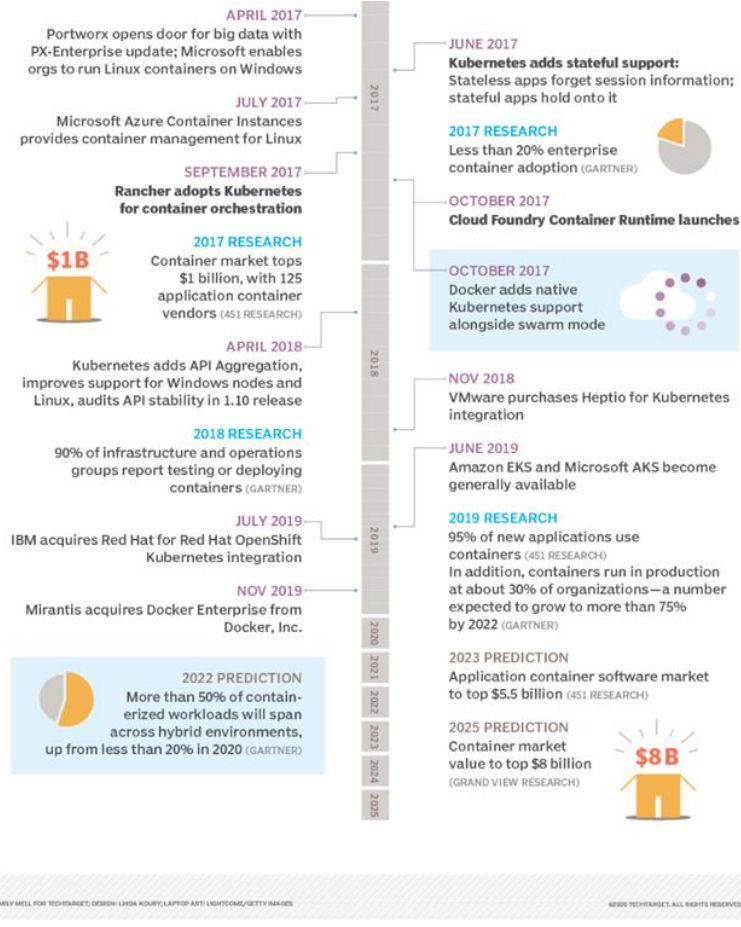 APRIL 2017
Portworx opens door for big data with
PX-Enterprise update; Microsoft enables
orgs to run Linux containers on Windows
JUNE 2017
Kubernetes adds stateful support:
Stateless apps forget session information;
stateful apps hold onto it
2017
JULY 2017
Microsoft Azure Container Instances
provides container management for Linux
2017 RESEARCH
Less than 20% enterprise
container adoption (GARTNER)
SEPTEMBER 2017
Rancher adopts Kubernetes
for container orchestration
OCTOBER 2017
Cloud Foundry Container Runtime launches
2017 RESEARCH
Container market tops
$1 billion, with 125
application container
vendors (451 RESEARCH)
$1B
OCTOBER 2017
Docker adds native
Kubernetes support
alongside swarm mode
APRIL 2018
Kubernetes adds API Aggregation,
improves support for Windows nodes and
Linux, audits API stability in 1.10 release
2018
NOV 2018
VMware purchases Heptio for Kubernetes
integration
2018 RESEARCH
90% of infrastructure and operations
groups report testing or deploying
containers (GARTNER)
JUNE 2019
Amazon EKS and Microsoft AKS become
generally available
JULY 2019
IBM acquires Red Hat for Red Hat OpenShift
Kubernetes integration
2019
2019 RESEARCH
95% of new applications use
containers (451 RESEARCH)
In addition, containers run in production
at about 30% of organizations—a number
expected to grow to more than 75%
by 2022 (GARTNER)
NOV 2019
Mirantis acquires Docker Enterprise from
Docker, Inc.
2020
2021
2022
2023
2024
2025
2022 PREDICTION
More than 50% of contain-
erized workloads will span
across hybrid environments,
up from less than 20% in 2020 (GARTNER)
2023 PREDICTION
Application container software market
to top $5.5 billion (451 RESEARCH)
2025 PREDICTION
Container market
value to top $8 billion
(GRAND VIEW RESEARCH)
$8B
MELL FOR TECHTARGET; DESIGN: LINDA KOURY; LAPTOP ART: LIGHTCOME/GETTY IMAGES
©2020 TECHTARGET. ALL RIGHTS RESERVED